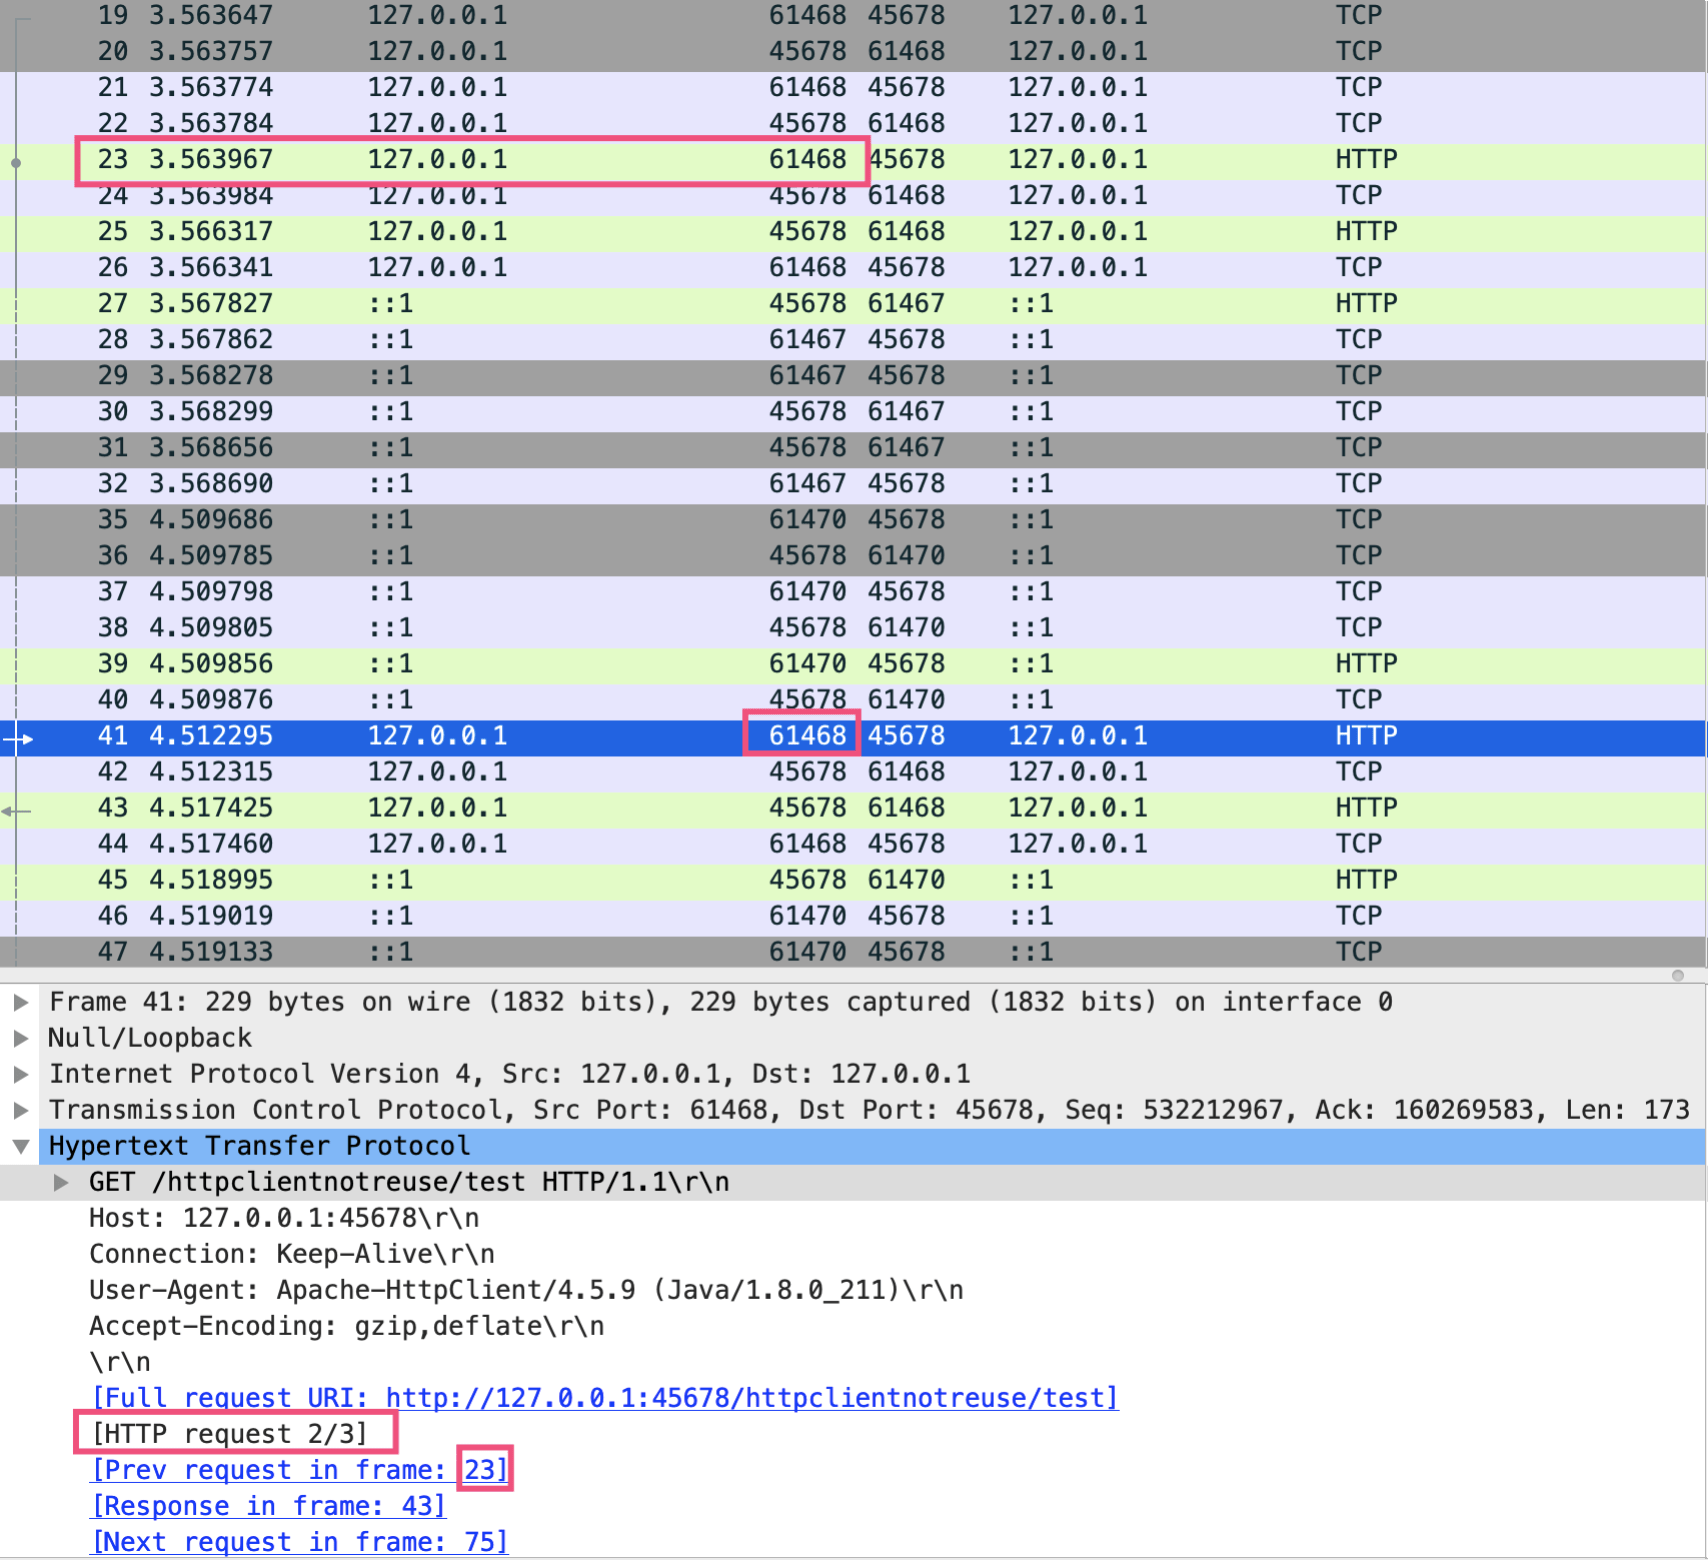 19 3.563647 127.0.0.1 61468 45678 127.0.0.1 TCP
20 3.563757 127.0.0.1 45678 61468 127.0.0.1 TCP
21 3.563774 127.0.0.1 61468 45678 127.0.0.1 TCP
22 3.563784 127.0.0.1 45678 61468 127.0.0.1 TCP
23 3.563967 127.0.0.1 61468 45678 127.0.0.1 HTTP
24 3.563984 127.0.0.1 45678 61468 127.0.0.1 TCP
25 3.566317 127.0.0.1 45678 61468 127.0.0.1 HTTP
26 3.566341 127.0.0.1 61468 45678 127.0.0.1 TCP
27 3.567827 ::1 45678 61467 ::1 HTTP
28 3.567862 ::1 61467 45678 ::1 TCP
29 3.568278 ::1 61467 45678 ::1 TCP
30 3.568299 ::1 45678 61467 ::1 TCP
31 3.568656 ::1 45678 61467 ::1 TCP
32 3.568690 ::1 61467 45678 ::1 TCP
35 4.509686 ::1 61470 45678 ::1 TCP
36 4.509785 ::1 45678 61470 ::1 TCP
37 4.509798 ::1 61470 45678 ::1 TCP
38 4.509805 ::1 45678 61470 ::1 TCP
39 4.509856 ::1 61470 45678 ::1 HTTP
40 4.509876 ::1 45678 61470 ::1 TCP
41 4.512295 127.0.0.1 61468 45678 127.0.0.1 HTTP
42 4.512315 127.0.0.1 45678 61468 127.0.0.1 TCP
43 4.517425 127.0.0.1 45678 61468 127.0.0.1 HTTP
44 4.517460 127.0.0.1 61468 45678 127.0.0.1 TCP
45 4.518995 ::1 45678 61470 ::1 HTTP
46 4.519019 ::1 61470 45678 ::1 TCP
47 4.519133 ::1 61470 45678 ::1 TCP
Frame 41: 229 bytes on wire (1832 bits), 229 bytes captured (1832 bits) on interface 0
Null/Loopback
Internet Protocol Version 4, Src: 127.0.0.1, Dst: 127.0.0.1
Transmission Control Protocol, Src Port: 61468, Dst Port: 45678, Seq: 532212967, Ack: 160269583, Len: 173
Hypertext Transfer Protocol
GET /httpclientnotreuse/test HTTP/1.1\r\n
Host: 127.0.0.1:45678\r\n
Connection: Keep-Alive\r\n
User-Agent: Apache-HttpClient/4.5.9 (Java/1.8.0_211)\r\n
Accept-Encoding: gzip,deflate\r\n
\r\n
[Full request URI: http://127.0.0.1:45678/httpclientnotreuse/test]
[HTTP request 2/3]
[Prev request in frame: 23]
[Response in frame: 43]
[Next request in frame: 75]